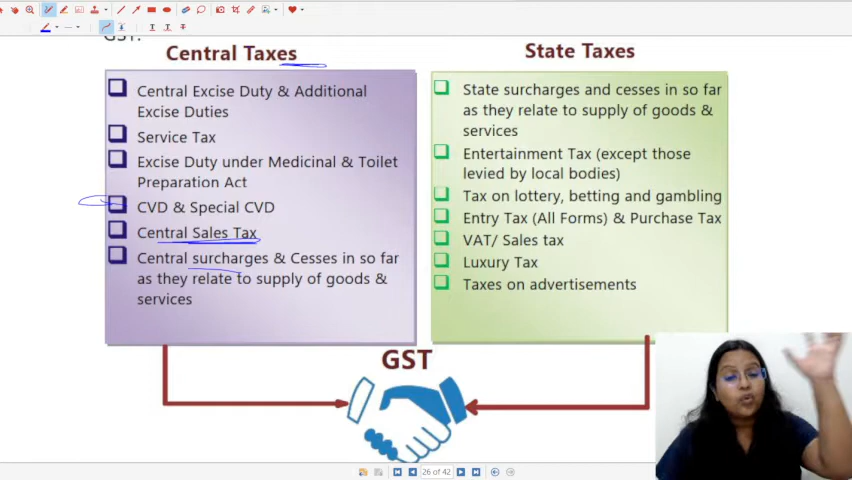 GST.
Central Taxes
Central Excise Duty & Additional
Excise Duties
Service Tax
Excise Duty under Medicinal & Toilet
Preparation Act
CVD & Special CVD
Central Sales Tax
Central surcharges & Cesses in so far
as they relate to supply of goods &
services
State Taxes
State surcharges and cesses in so far
as they relate to supply of goods &
services
Entertainment Tax (except those
levied by local bodies)
Tax on lottery, betting and gambling
Entry Tax (All Forms) & Purchase Tax
VAT/ Sales tax
Luxury Tax
Taxes on advertisements
GST
26 of 42